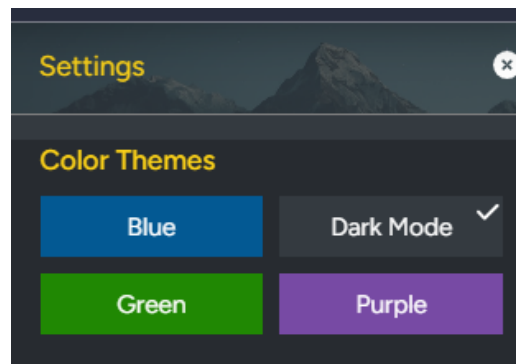 Settings
Color Themes
Blue
Dark Mode
Green
Purple